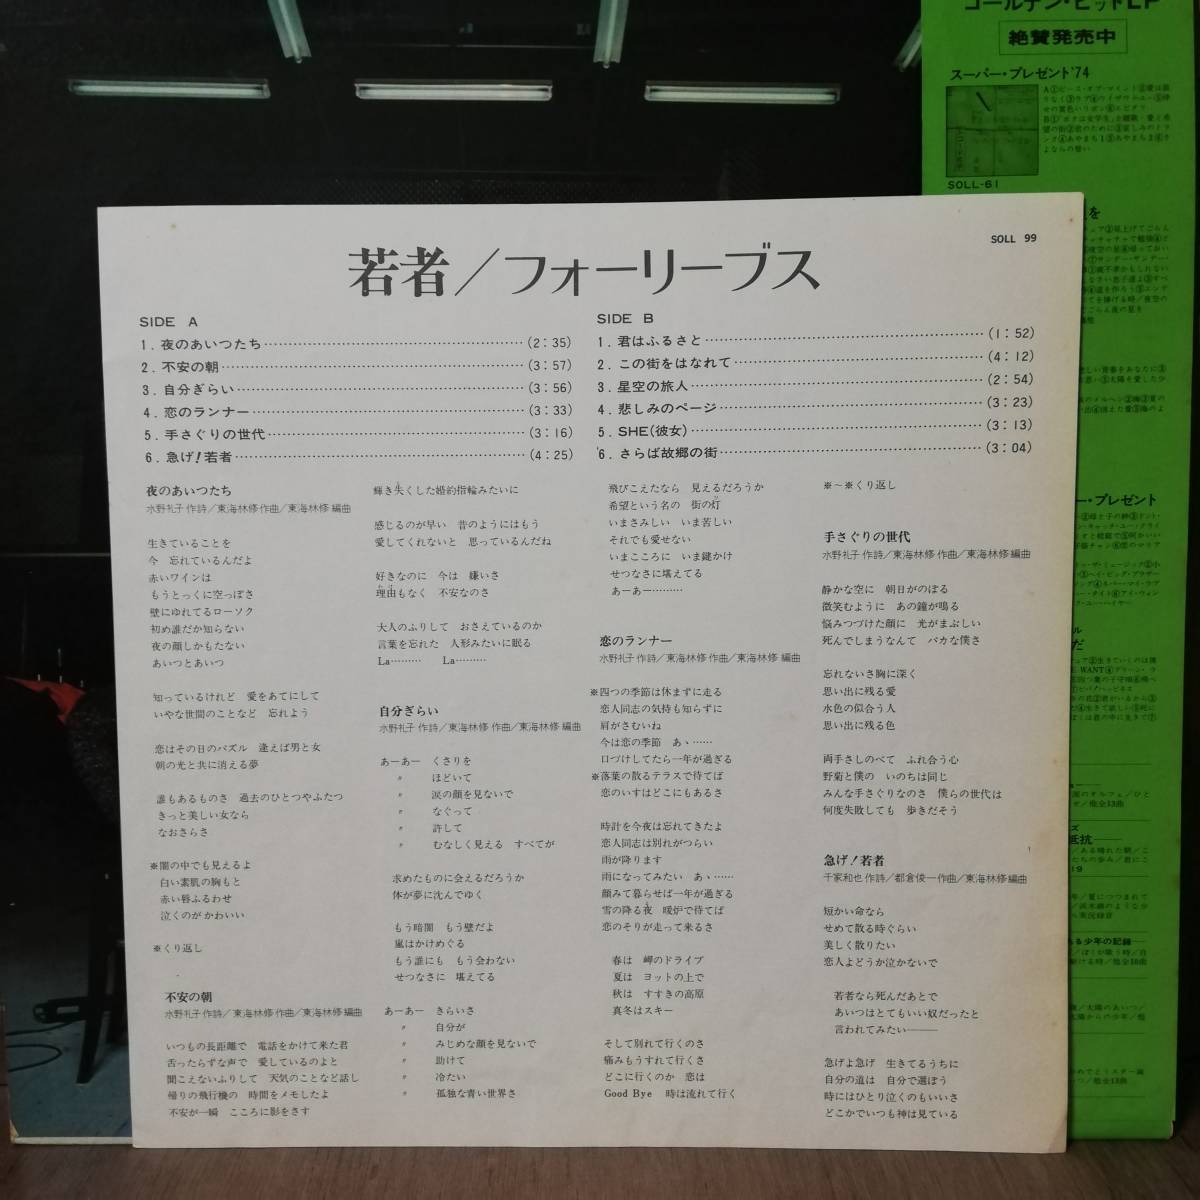 SOLL 99
若者／フォーリーブス
SIDE A
1. 夜のあいつたち (2:35)
2. 不安の朝 (3:57)
3. 自分ぎらい (3:56)
4. 恋のランナー (3:33)
5. 手さぐりの世代 (3:16)
6. 急げ！若者 (4:25)
SIDE B
1. 君はふるさと (1:52)
2. この街をはなれて (4:12)
3. 星空の旅人 (2:54)
4. 悲しみのページ (3:23)
5. SHE(彼女) (3:13)
6. さらば故郷の街 (3:04)
夜のあいつたち
水野礼子 作詩／東海林修 作曲／東海林修 編曲
生きていることを
今　忘れているんだよ
赤いワインは
もうとっくに空っぽさ
壁にゆれてるローソク
初め誰だか知らない
夜の顔しかもたない
あいつとあいつ
知っているけれど　愛をあてにして
いやな世間のことなど　忘れよう
恋はその日のパズル　逢えば男と女
朝の光と共に消える夢
誰もあるものさ　過去のひとつやふたつ
きっと美しい女なら
なおさらさ
※闇の中でも見えるよ
白い素肌の胸もと
赤い唇ふるわせ
泣くのが かわいい
※くり返し
不安の朝
水野礼子 作詩／東海林修 作曲／東海林修 編曲
いつもの長距離で　電話をかけて来た君
舌ったらずな声で　愛しているのよと
聞こえないふりして　天気のことなど話し
帰りの飛行機の　時間をメモしたよ
不安が一瞬　こころに影をさす
輝き失くした婚約指輪みたいに
感じるのが早い　昔のようにはもう
愛してくれないと　思っているんだね
好きなのに　今は　嫌いさ
理由もなく　不安なのさ
大人のふりして　おさえているのか
言葉を忘れた　人形みたいに眠る
La………　La………
自分ぎらい
水野礼子 作詩／東海林修 作曲／東海林修 編曲
あーあー　くさりを
〃　ほどいて
〃　涙の顔を見ないで
〃　なぐって
〃　許して
〃　むなしく見える　すべてが
求めたものに会えるだろうか
体が夢に沈んでゆく
もう暗闇　もう壁だよ
嵐はかけめぐる
もう誰にも　もう会わない
せつなさに　堪えてる
あーあー　きらいさ
〃　自分が
〃　みじめな顔を見ないで
〃　助けて
〃　冷たい
〃　孤独な青い世界さ
飛びこえたなら　見えるだろうか
希望という名の　街の灯
いまさみしい　いま苦しい
それでも愛せない
いまこころに　いま鍵かけ
せつなさに堪えてる
あーあー………
恋のランナー
水野礼子 作詩／東海林修 作曲／東海林修 編曲
※四つの季節は休まずに走る
恋人同志の気持も知らずに
肩がさむいね
今は恋の季節　あゝ……
口づけしてたら一年が過ぎる
※落葉の散るテラスで待てば
恋のいすはどこにもあるさ
時計を今夜は忘れてきたよ
恋人同志は別れがつらい
雨が降ります
雨になってみたい　あゝ……
顔みて暮らせば一年が過ぎる
雪の降る夜　暖炉で待てば
恋のそりが走って来るさ
春は　岬のドライブ
夏は　ヨットの上で
秋は　すすきの高原
真冬はスキー
そして別れて行くのさ
痛みもうすれて行くさ
どこに行くのか　恋は
Good Bye　時は流れて行く
※〜※くり返し
手さぐりの世代
水野礼子 作詩／東海林修 作曲／東海林修 編曲
静かな空に　朝日がのぼる
微笑むように　あの鐘が鳴る
悩みつづけた顔に　光がまぶしい
死んでしまうなんて　バカな僕さ
忘れないさ胸に深く
思い出に残る愛
水色の似合う人
思い出に残る色
両手さしのべて　ふれ合う心
野菊と僕の　いのちは同じ
みんな手さぐりなのさ　僕らの世代は
何度失敗しても　歩きだそう
急げ！若者
千家和也 作詩／都倉俊一 作曲／東海林修 編曲
短かい命なら
せめて散る時ぐらい
美しく散りたい
恋人よどうか泣かないで
若者なら死んだあとで
あいつはとてもいい奴だったと
言われてみたい———
急げよ急げ　生きてるうちに
自分の道は　自分で選ぼう
時にはひとり泣くのもいいさ
どこかでいつも神は見ている
ゴールデン・ヒットLP
絶賛発売中
スーパー・プレゼント'74
SOLL-61